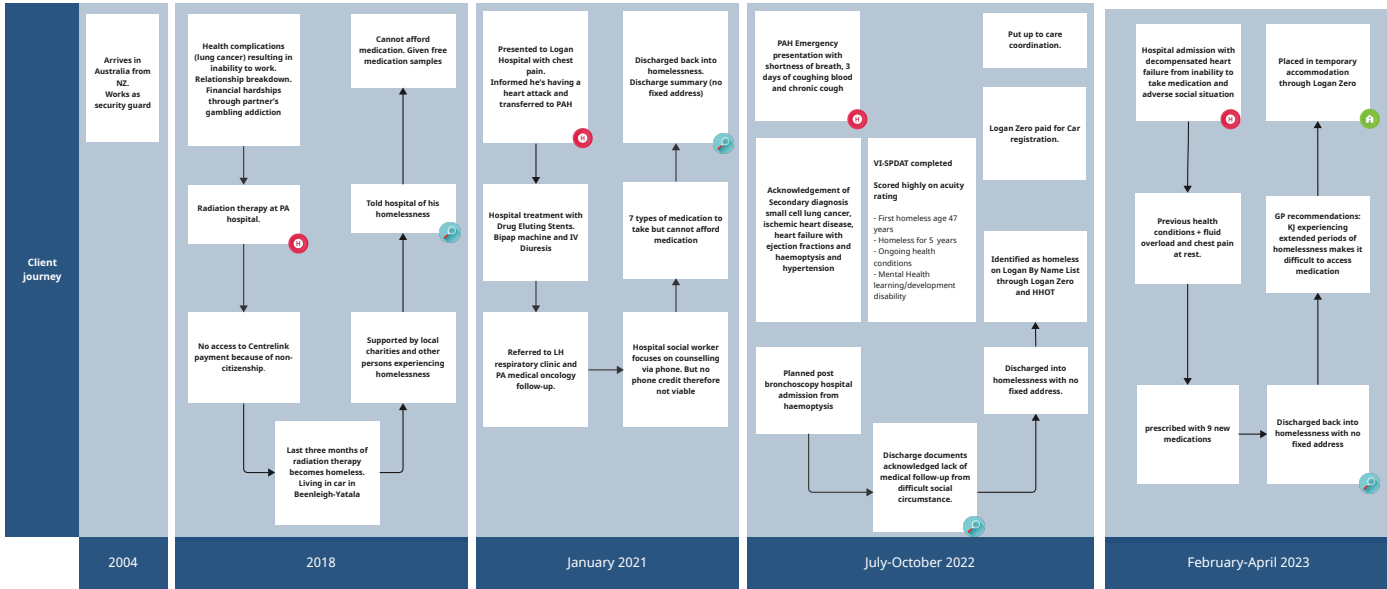 Client
journey
Arrives in
Australia from
NZ.
Works as
security guard
2004
Health complications
(lung cancer) resulting in
inability to work.
Relationship breakdown.
Financial hardships
through partner's
gambling addiction
Radiation therapy at PA
hospital.
H
No access to Centrelink
payment because of non-
citizenship.
Last three months of
radiation therapy
becomes homeless.
Living in car in
Beenleigh-Yatala
Supported by local
charities and other
persons experiencing
homelessness
Told hospital of his
homelessness
Cannot afford
medication. Given free
medication samples
2018
Presented to Logan
Hospital with chest
pain.
Informed he's having a
heart attack and
transferred to PAH
H
Hospital treatment with
Drug Eluting Stents.
Bipap machine and IV
Diuresis
Referred to LH
respiratory clinic and
PA medical oncology
follow-up.
Hospital social worker
focuses on counselling
via phone. But no
phone credit therefore
not viable
7 types of medication to
take but cannot afford
medication
Discharged back into
homelessness.
Discharge summary (no
fixed address)
January 2021
PAH Emergency
presentation with
shortness of breath, 3
days of coughing blood
and chronic cough
H
Acknowledgement of
Secondary diagnosis
small cell lung cancer,
ischemic heart disease,
heart failure with
ejection fractions and
haemoptysis and
hypertension
VI-SPDAT completed
Scored highly on acuity
rating
- First homeless age 47
years
- Homeless for 5 years
- Ongoing health
conditions
- Mental Health
learning/development
disability
Planned post
bronchoscopy hospital
admission from
haemoptysis
Discharge documents
acknowledged lack of
medical follow-up from
difficult social
circumstance.
Discharged into
homelessness with no
fixed address.
Identified as homeless
on Logan By Name List
through Logan Zero
and HHOT
Logan Zero paid for Car
registration.
Put up to care
coordination.
July-October 2022
Hospital admission with
decompensated heart
failure from inability to
take medication and
adverse social situation
H
Previous health
conditions + fluid
overload and chest pain
at rest.
prescribed with 9 new
medications
Discharged back into
homelessness with no
fixed address
GP recommendations:
KJ experiencing
extended periods of
homelessness makes it
difficult to access
medication
Placed in temporary
accommodation
through Logan Zero
February-April 2023